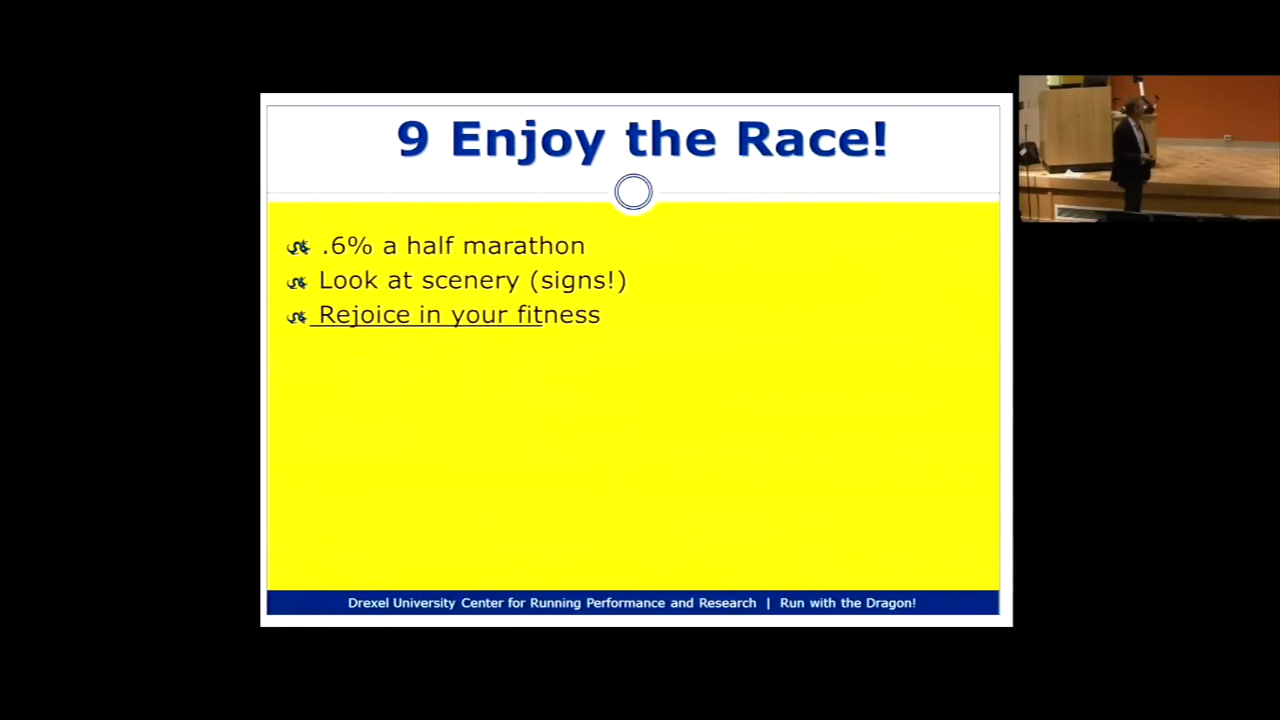 9 Enjoy the Race!
.6% a half marathon
Look at scenery (signs!)
Rejoice in your fitness
Drexel University Center for Running Performance and Research | Run with the Dragon!